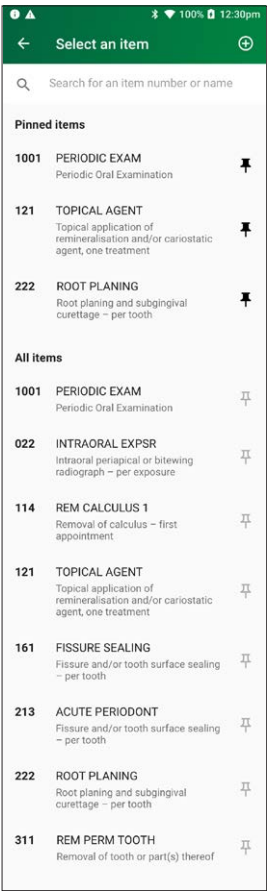 100% 12:30pm
Select an item
Search for an item number or name
Pinned items
1001 PERIODIC EXAM
Periodic Oral Examination
121 TOPICAL AGENT
Topical application of
remineralisation and/or cariostatic
agent, one treatment
222 ROOT PLANING
Root planing and subgingival
curettage – per tooth
All items
1001 PERIODIC EXAM
Periodic Oral Examination
022 INTRAORAL EXPSR
Intraoral periapical or bitewing
radiograph – per exposure
114 REM CALCULUS 1
Removal of calculus – first
appointment
121 TOPICAL AGENT
Topical application of
remineralisation and/or cariostatic
agent, one treatment
161 FISSURE SEALING
Fissure and/or tooth surface sealing
– per tooth
213 ACUTE PERIODONT
Fissure and/or tooth surface sealing
– per tooth
222 ROOT PLANING
Root planing and subgingival
curettage – per tooth
311 REM PERM TOOTH
Removal of tooth or part(s) thereof